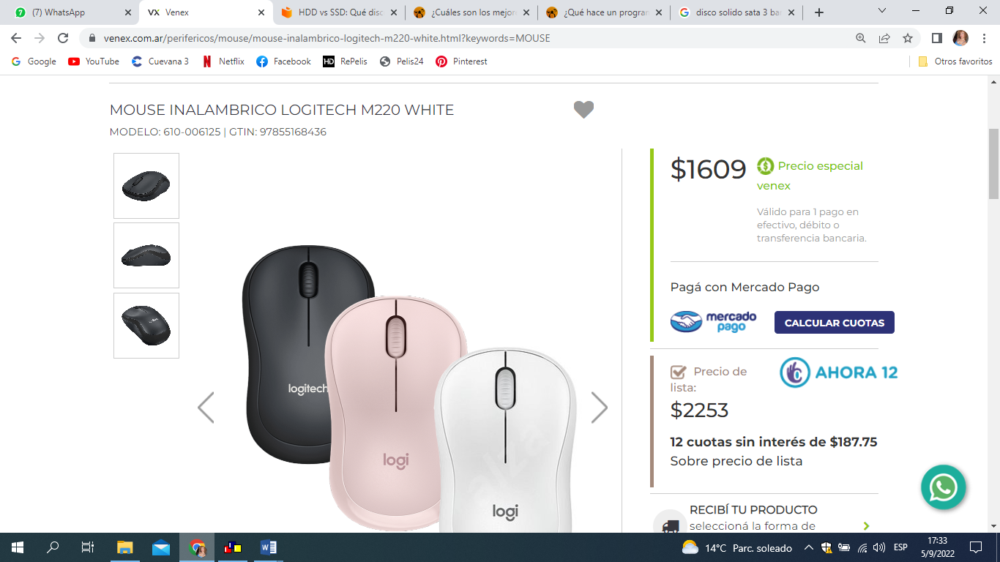 (7) WhatsApp
Venex
HDD vs SSD: Qué disc
¿Cuáles son los mejor
¿Qué hace un program
disco solido sata 3 ba
venex.com.ar/perifericos/mouse/mouse-inalambrico-logitech-m220-white.html?keywords=MOUSE
Google
YouTube
Cuevana 3
Netflix
Facebook
HD
RePelis
Pelis24
Pinterest
Otros favoritos
MOUSE INALAMBRICO LOGITECH M220 WHITE
MODELO: 610-006125 | GTIN: 97855168436
logitech
logi
logi
$1609
Precio especial
venex
Válido para 1 pago en
efectivo, débito o
transferencia bancaria.
Pagá con Mercado Pago
mercado
pago
CALCULAR CUOTAS
Precio de
lista:
AHORA 12
$2253
12 cuotas sin interés de $187.75
Sobre precio de lista
RECIBÍ TU PRODUCTO
seleccioná la forma de
14°C Parc. soleado
ESP
17:33
5/9/2022